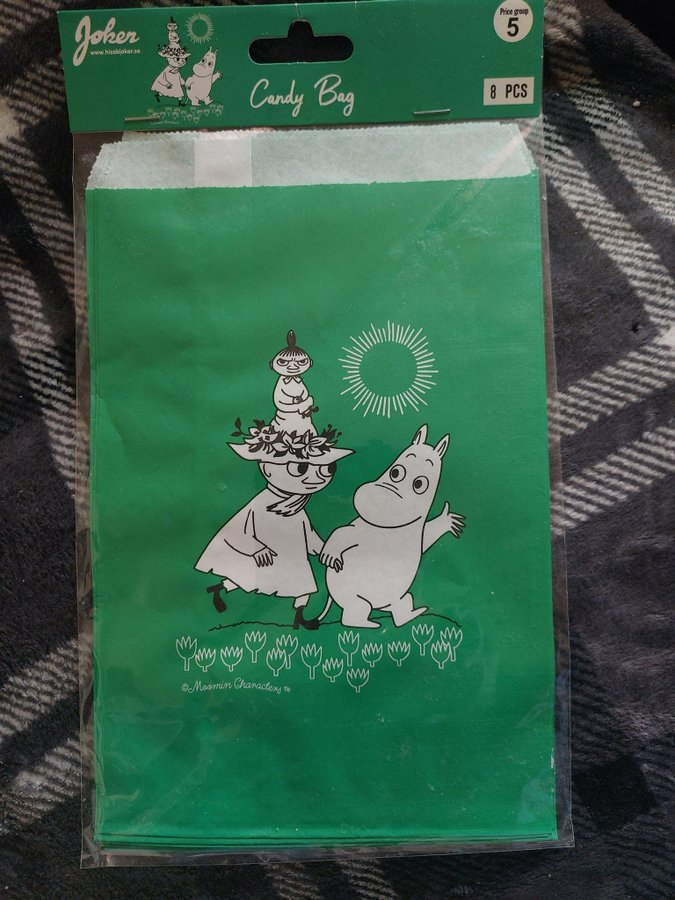 Joker
www.hisabjoker.se
Price group
5
Candy Bag
8 PCS
©Moomin Characters™